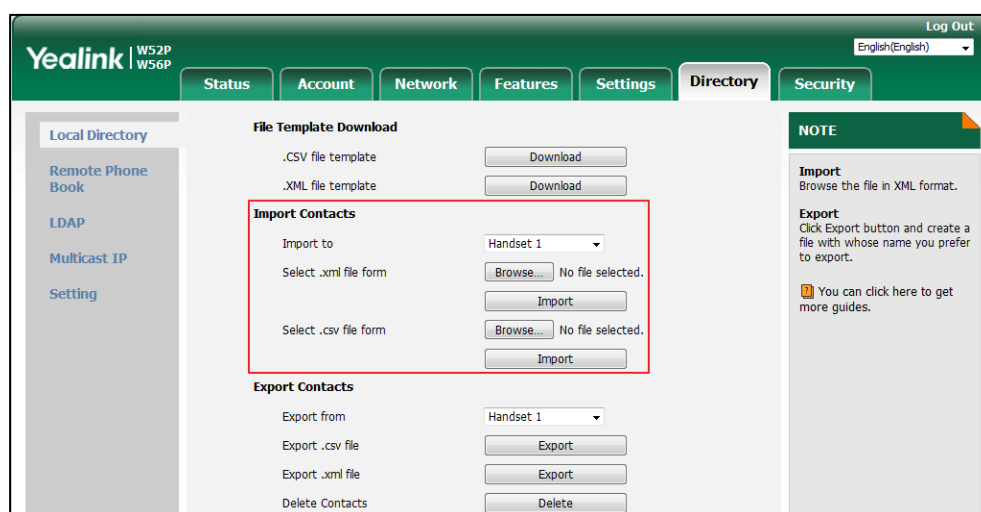 Log Out
Yealink W52P
W56P
English(English)
Status Account Network Features Settings Directory Security
Local Directory
Remote Phone
Book
LDAP
Multicast IP
Setting
File Template Download
.CSV file template Download
.XML file template Download
Import Contacts
Import to Handset 1
Select .xml file form Browse... No file selected.
Import
Select .csv file form Browse... No file selected.
Import
Export Contacts
Export from Handset 1
Export .csv file Export
Export .xml file Export
Delete Contacts Delete
NOTE
Import
Browse the file in XML format.
Export
Click Export button and create a
file with whose name you prefer
to export.
? You can click here to get
more guides.